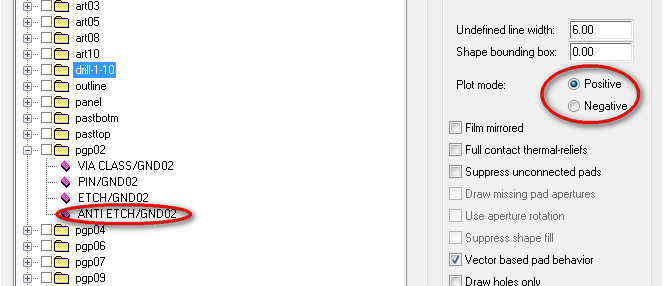 art03
art05
art08
art10
drill-1-10
outline
panel
pastbotm
pasttop
pgp02
VIA CLASS/GND02
PIN/GND02
ETCH/GND02
ANTI ETCH/GND02
pgp04
pgp06
pgp07
pgp09
Undefined line width: 6.00
Shape bounding box: 0.00
Plot mode: Positive
Negative
Film mirrored
Full contact thermal-reliefs
Suppress unconnected pads
Draw missing pad apertures
Use aperture rotation
Suppress shape fill
Vector based pad behavior
Draw holes only